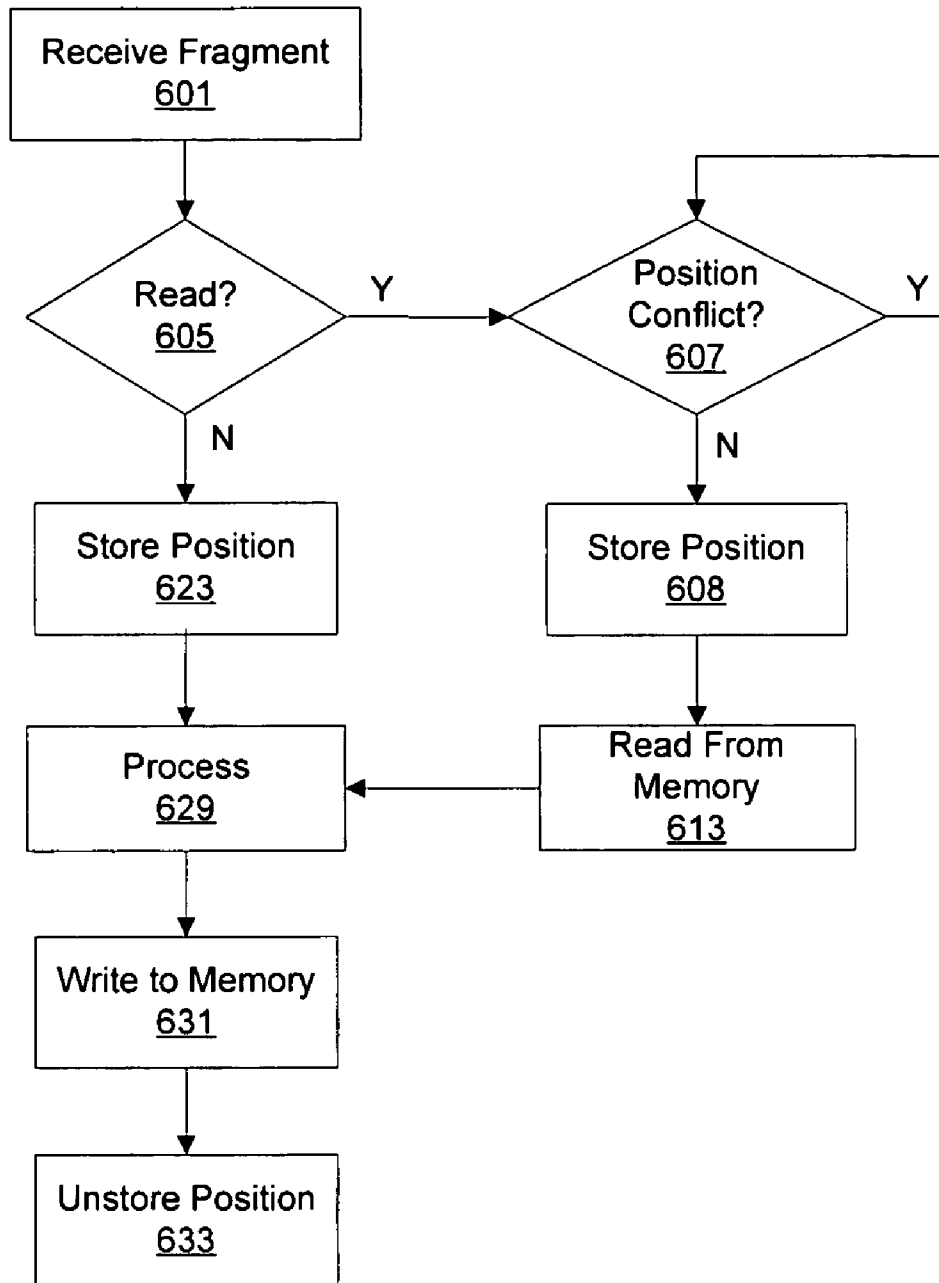 Receive Fragment
601
Read?
605
Y
N
Position
Conflict?
607
Y
N
Store Position
623
Store Position
608
Process
629
Read From
Memory
613
Write to Memory
631
Unstore Position
633